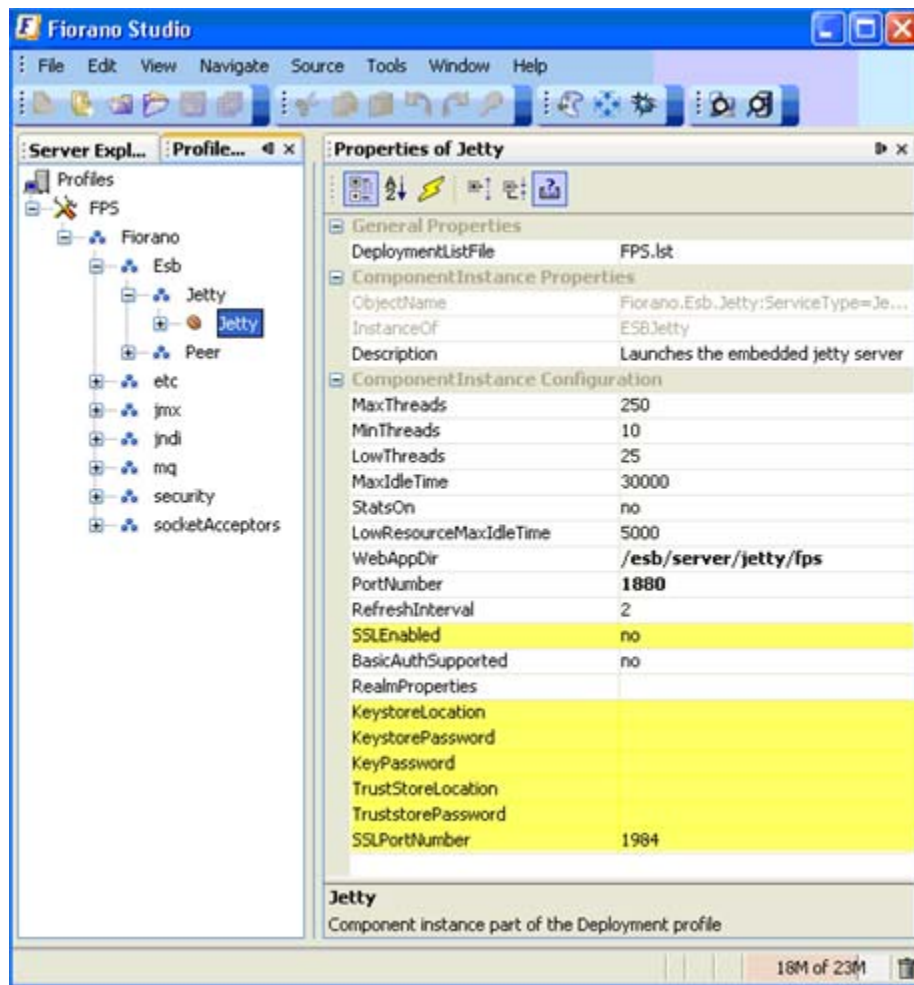 Fiorano Studio
File Edit View Navigate Source Tools Window Help
Server Expl... Profile...
Profiles
FPS
Fiorano
Esb
Jetty
Jetty
Peer
etc
jmx
jndi
mq
security
socketAcceptors
Properties of Jetty
General Properties
DeploymentListFile FPS.lst
ComponentInstance Properties
ObjectName Fiorano.Esb.Jetty:ServiceType=Je...
InstanceOf ESBJetty
Description Launches the embedded jetty server
ComponentInstance Configuration
MaxThreads 250
MinThreads 10
LowThreads 25
MaxIdleTime 30000
StatsOn no
LowResourceMaxIdleTime 5000
WebAppDir /esb/server/jetty/fps
PortNumber 1880
RefreshInterval 2
SSLEnabled no
BasicAuthSupported no
RealmProperties
KeystoreLocation
KeystorePassword
KeyPassword
TrustStoreLocation
TruststorePassword
SSLPortNumber 1984
Jetty
Component instance part of the Deployment profile
18M of 23M